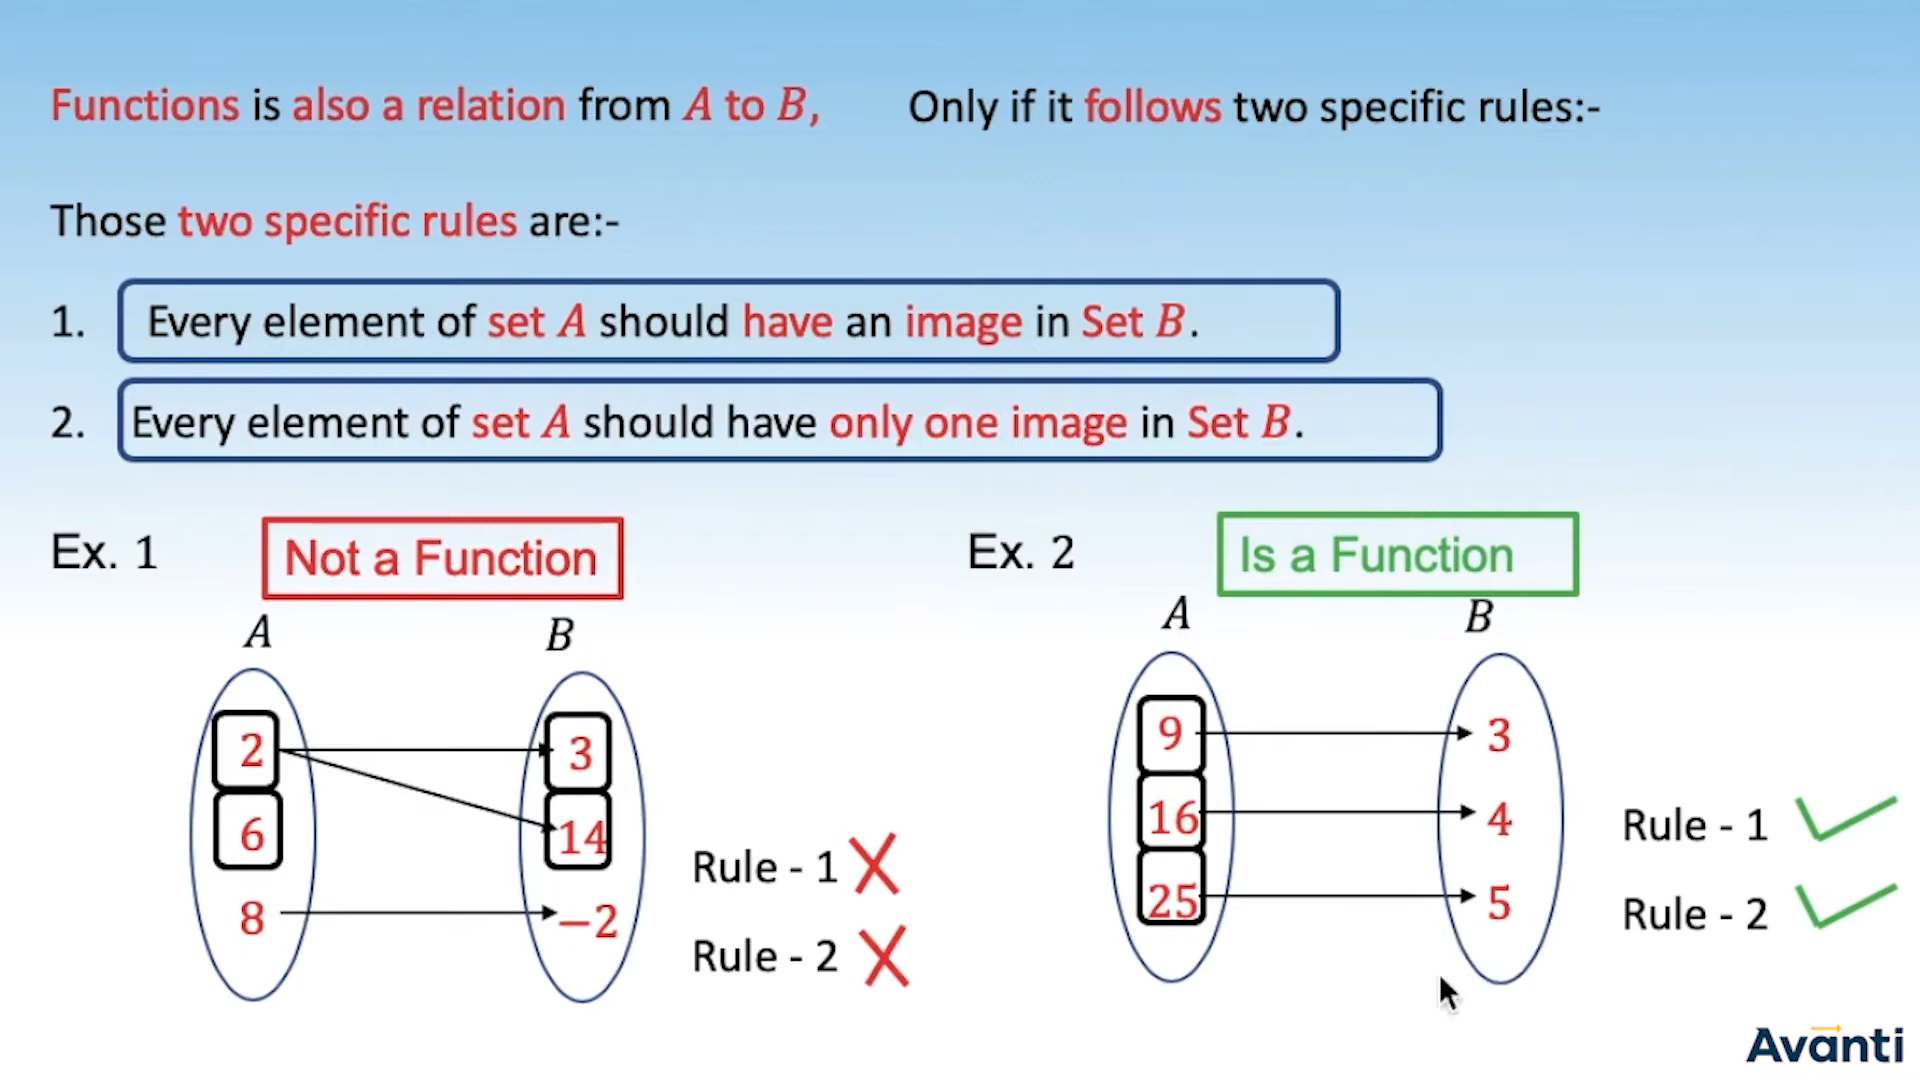 Functions is also a relation from A to B, Only if it follows two specific rules:-
Those two specific rules are:-
1. Every element of set A should have an image in Set B.
2. Every element of set A should have only one image in Set B.
Ex. 1 Not a Function
A B
2 3
6 14
8 −2
Rule - 1
Rule - 2
Ex. 2 Is a Function
A B
9 3
16 4
25 5
Rule - 1
Rule - 2
Avanti